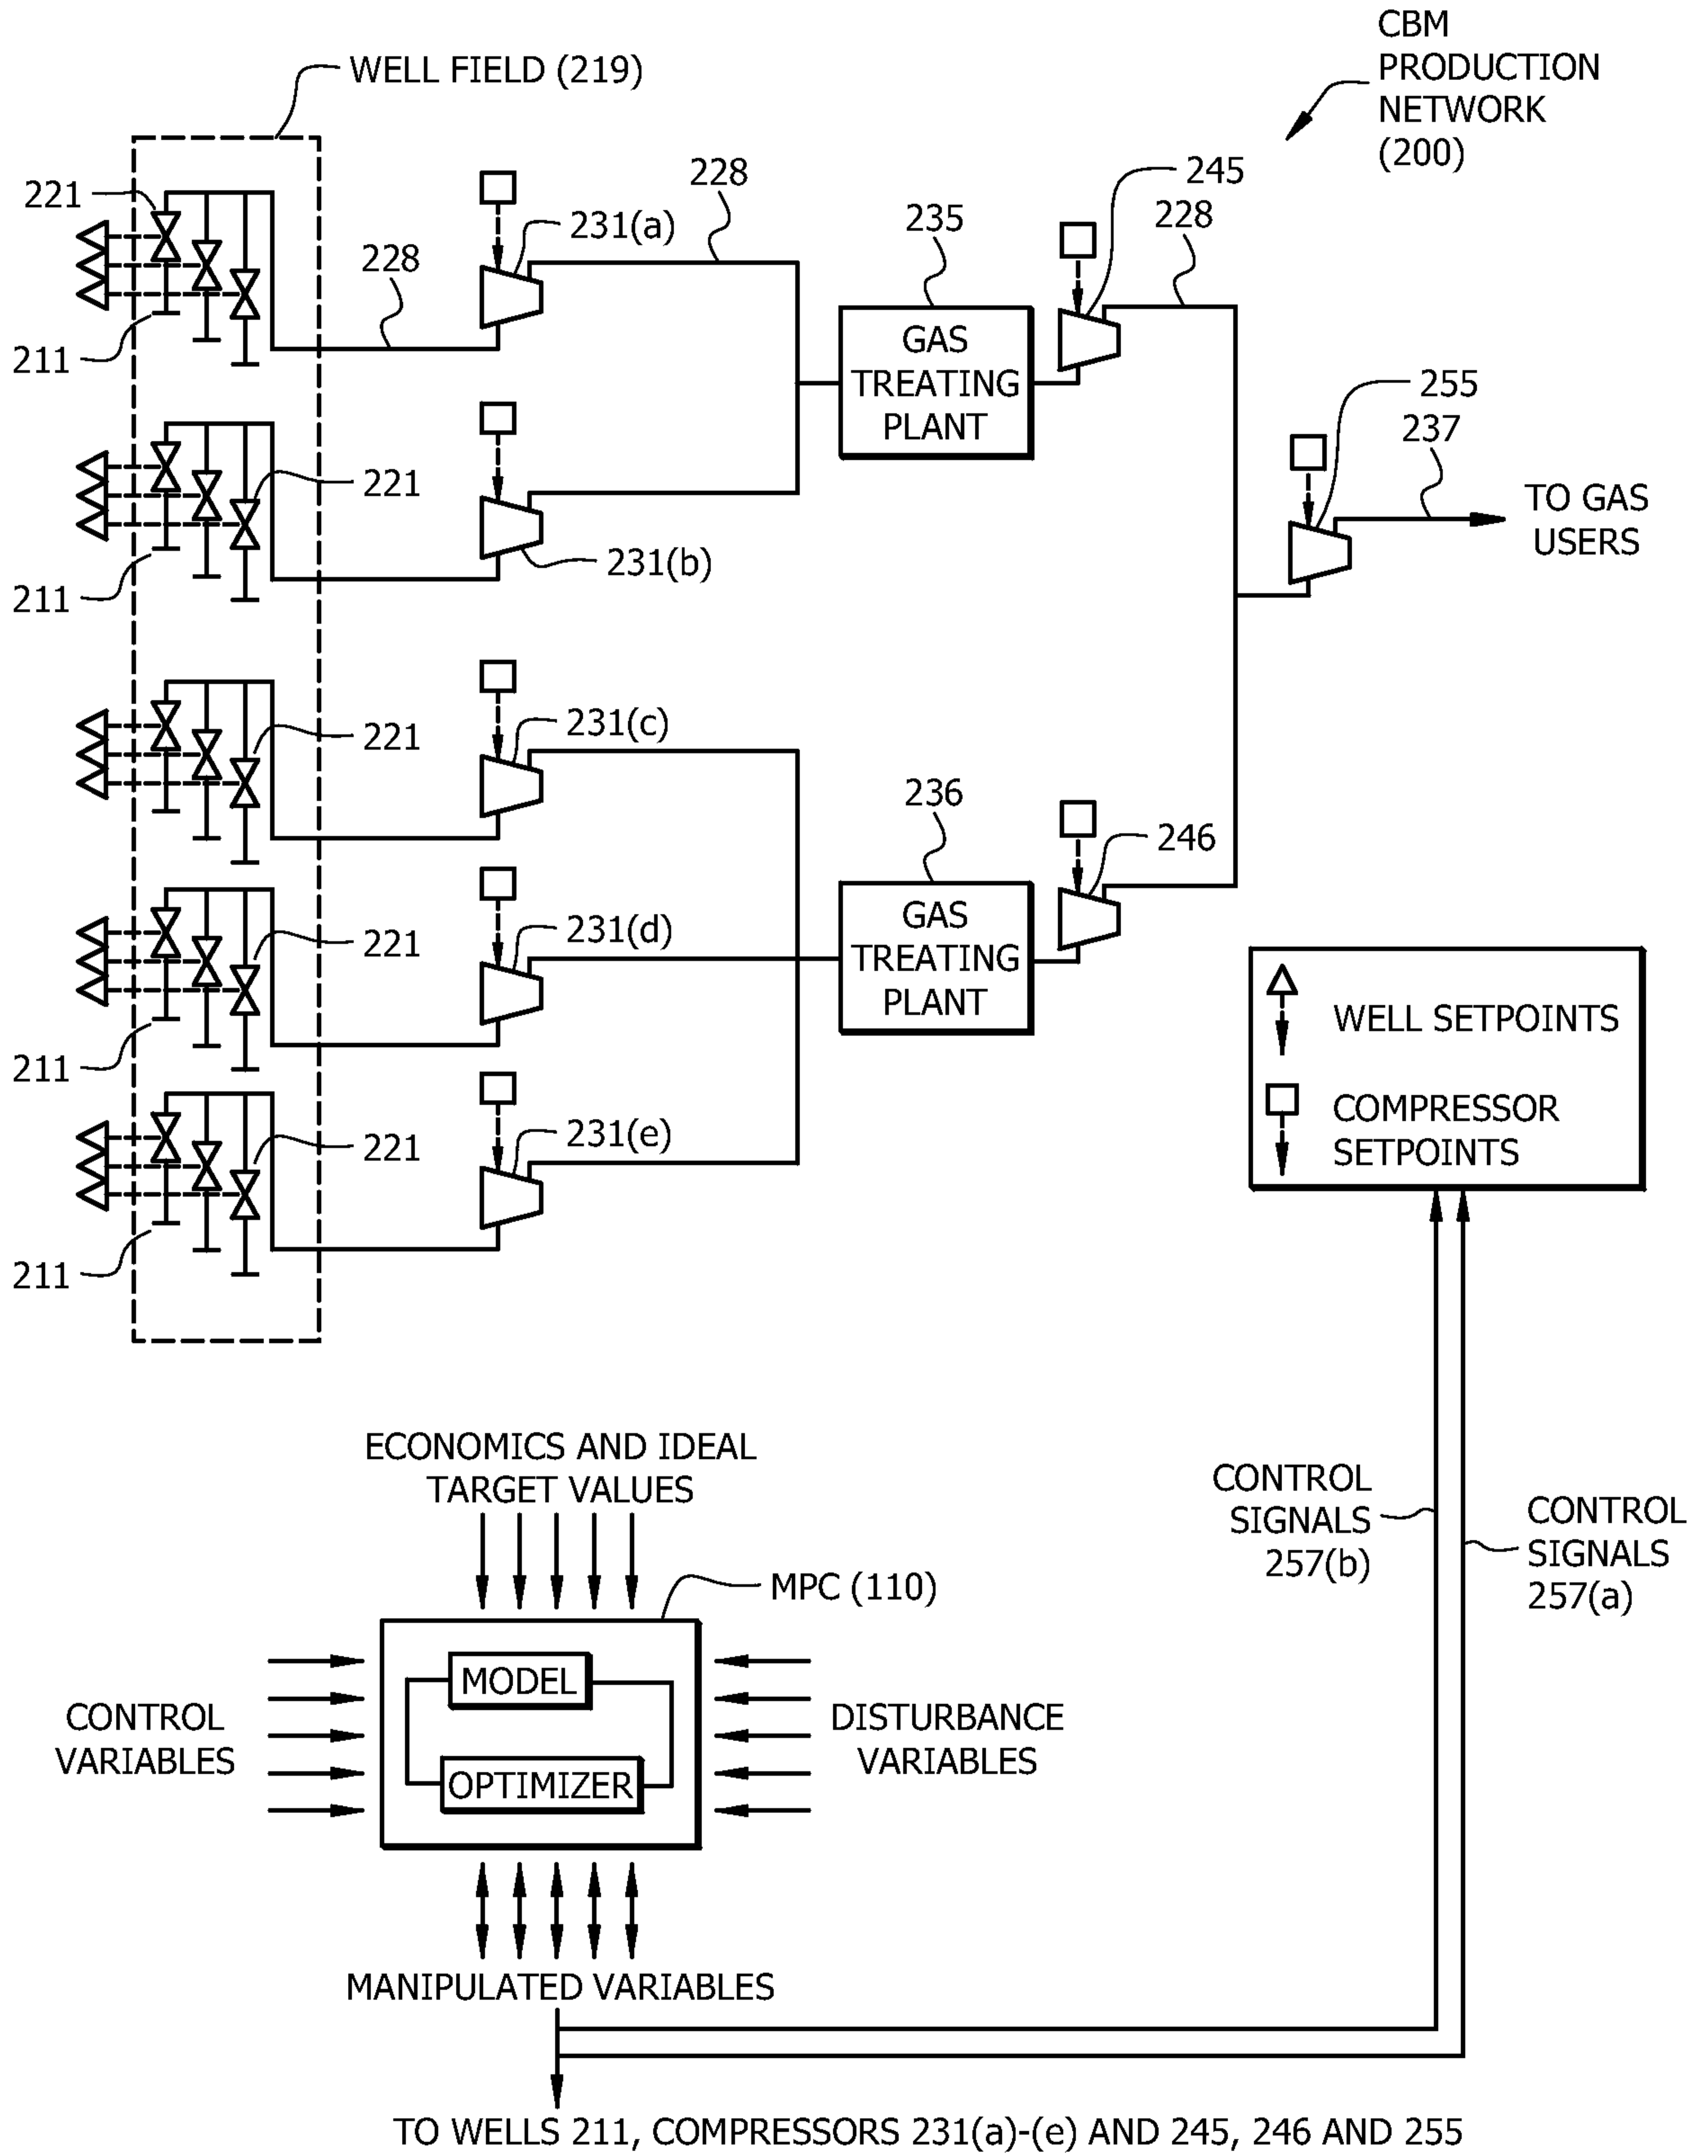 CBM
PRODUCTION
NETWORK
(200)
WELL FIELD (219)
221
228
245
231(a)
235
228
228
211
GAS
TREATING
PLANT
255
237
221
TO GAS
USERS
231(b)
211
231(c)
221
236
246
231(d)
221
GAS
TREATING
PLANT
211
WELL SETPOINTS
COMPRESSOR
SETPOINTS
231(e)
221
211
ECONOMICS AND IDEAL
TARGET VALUES
CONTROL
SIGNALS
257(b)
CONTROL
SIGNALS
257(a)
MPC (110)
MODEL
CONTROL
VARIABLES
DISTURBANCE
VARIABLES
OPTIMIZER
MANIPULATED VARIABLES
TO WELLS 211, COMPRESSORS 231(a)-(e) AND 245, 246 AND 255